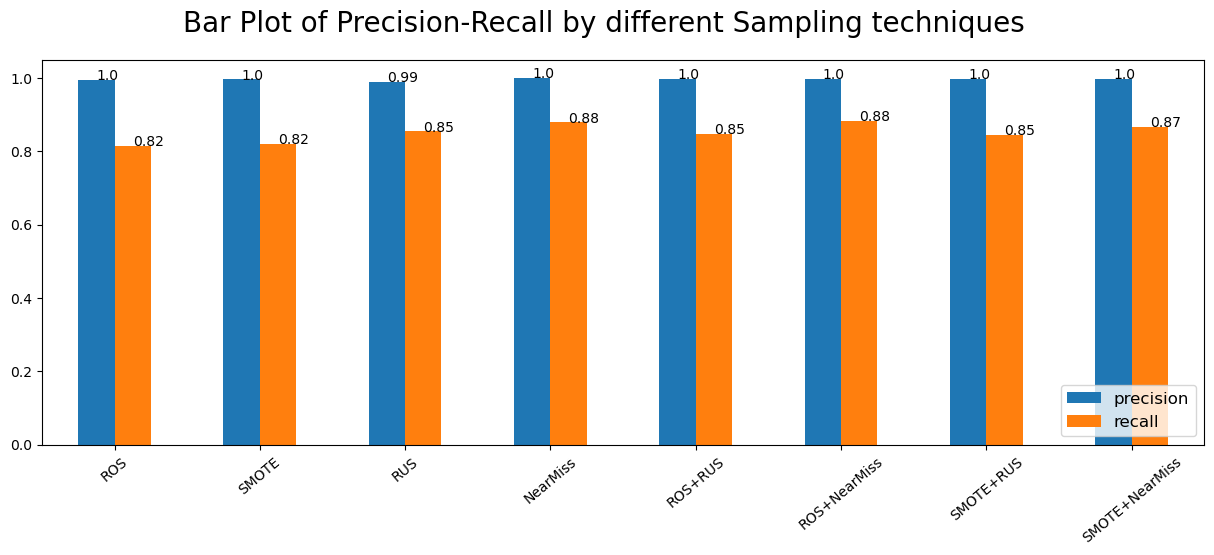 Bar Plot of Precision-Recall by different Sampling techniques
1.0
1.0 0.82
1.0 0.82
0.99 0.85
1.0 0.88
1.0 0.85
1.0 0.88
1.0 0.85
1.0 0.87
0.8
0.6
0.4
0.2
0.0
precision
recall
ROS
SMOTE
RUS
NearMiss
ROS+RUS
ROS+NearMiss
SMOTE+RUS
SMOTE+NearMiss